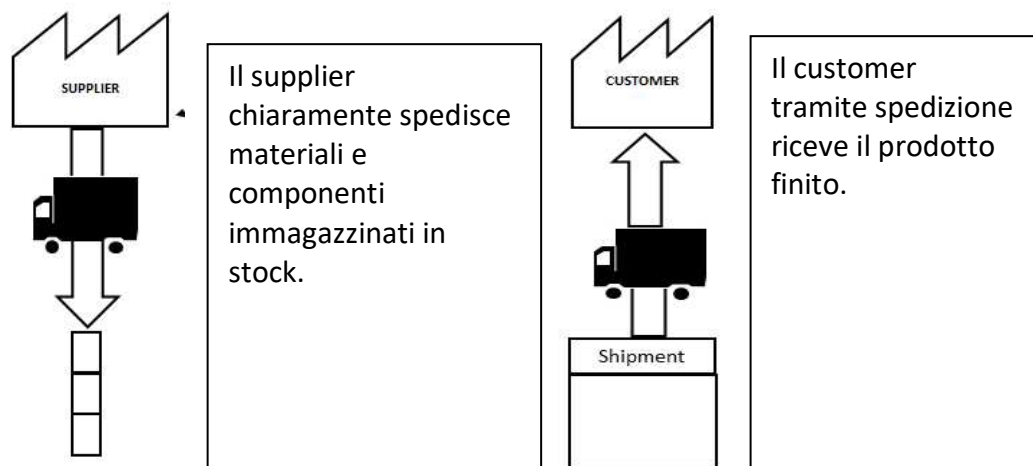 SUPPLIER
Il supplier
chiaramente spedisce
materiali e
componenti
immagazzinati in
stock.
CUSTOMER
Shipment
Il customer
tramite spedizione
riceve il prodotto
finito.